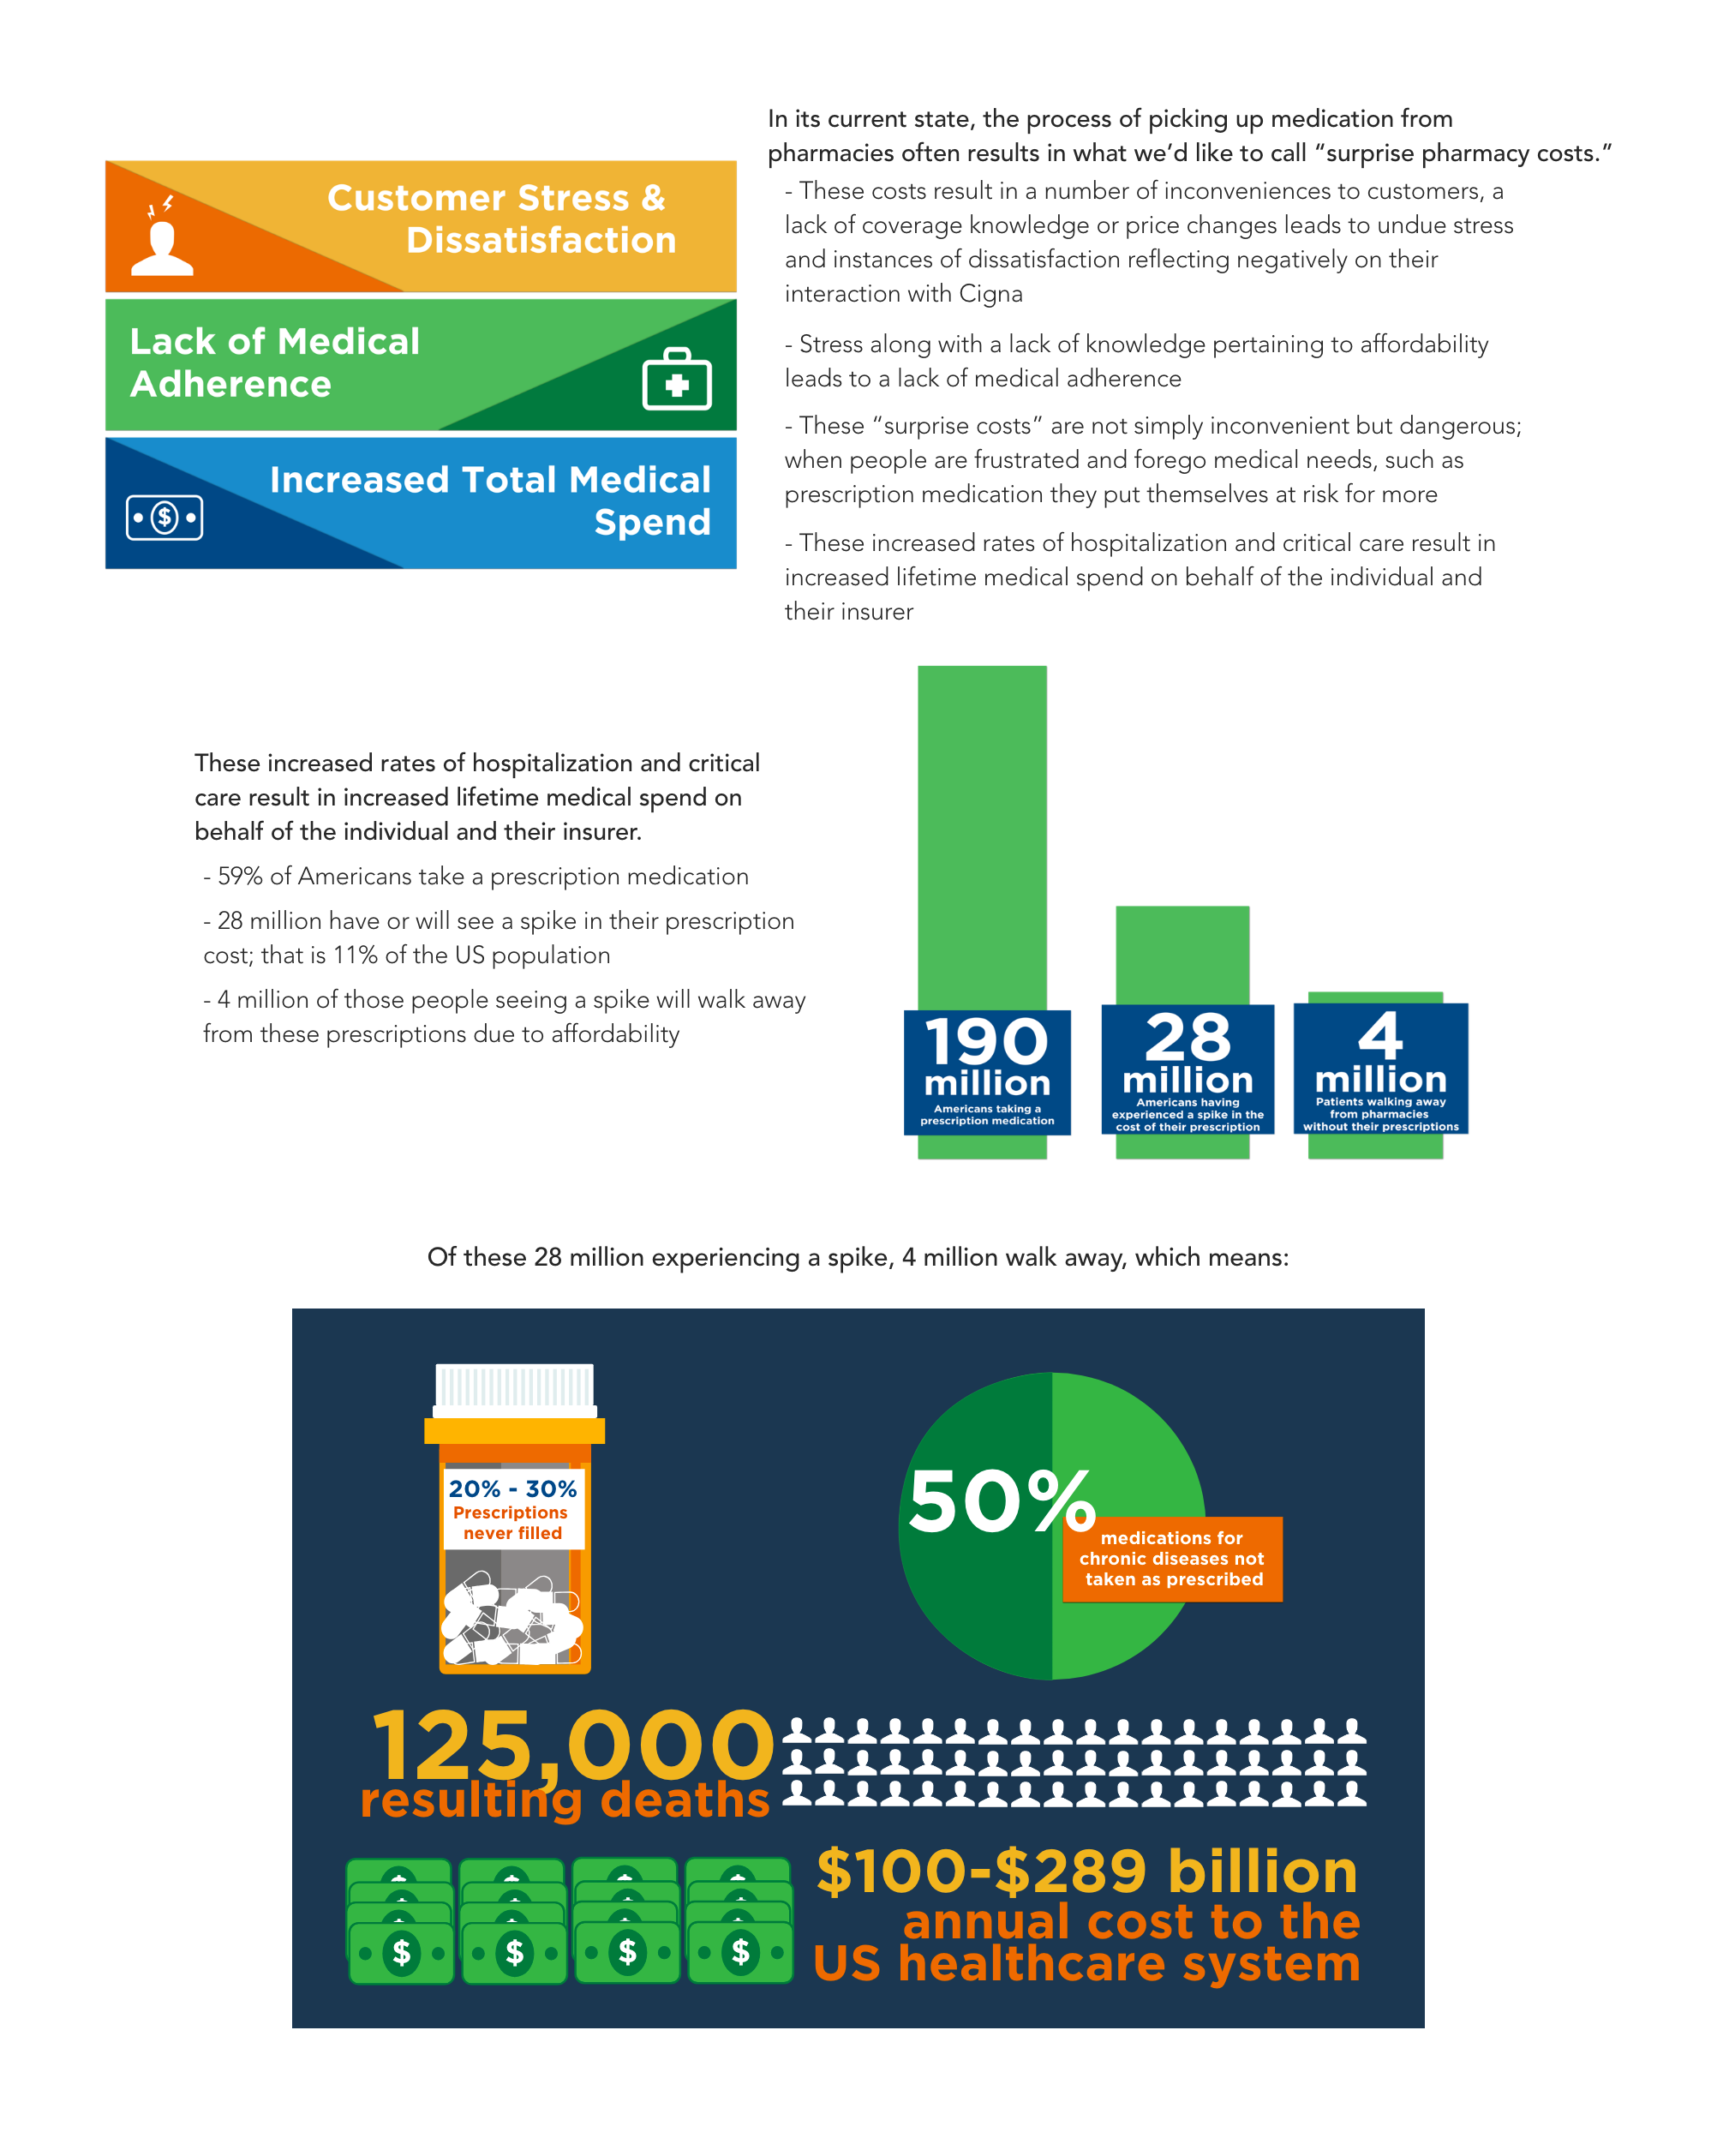 In its current state, the process of picking up medication from
pharmacies often results in what we’d like to call “surprise pharmacy costs.”
- These costs result in a number of inconveniences to customers, a
lack of coverage knowledge or price changes leads to undue stress
and instances of dissatisfaction reflecting negatively on their
interaction with Cigna
- Stress along with a lack of knowledge pertaining to affordability
leads to a lack of medical adherence
- These “surprise costs” are not simply inconvenient but dangerous;
when people are frustrated and forego medical needs, such as
prescription medication they put themselves at risk for more
- These increased rates of hospitalization and critical care result in
increased lifetime medical spend on behalf of the individual and
their insurer
Customer Stress &
Dissatisfaction
Lack of Medical
Adherence
$
Increased Total Medical
Spend
These increased rates of hospitalization and critical
care result in increased lifetime medical spend on
behalf of the individual and their insurer.
- 59% of Americans take a prescription medication
- 28 million have or will see a spike in their prescription
cost; that is 11% of the US population
- 4 million of those people seeing a spike will walk away
from these prescriptions due to affordability
190
million
Americans taking a
prescription medication
28
million
Americans having
experienced a spike in the
cost of their prescription
4
million
Patients walking away
from pharmacies
without their prescriptions
Of these 28 million experiencing a spike, 4 million walk away, which means:
20% - 30%
Prescriptions
never filled
50%
medications for
chronic diseases not
taken as prescribed
125,000
resulting deaths
$ $ $ $
$100-$289 billion
annual cost to the
US healthcare system